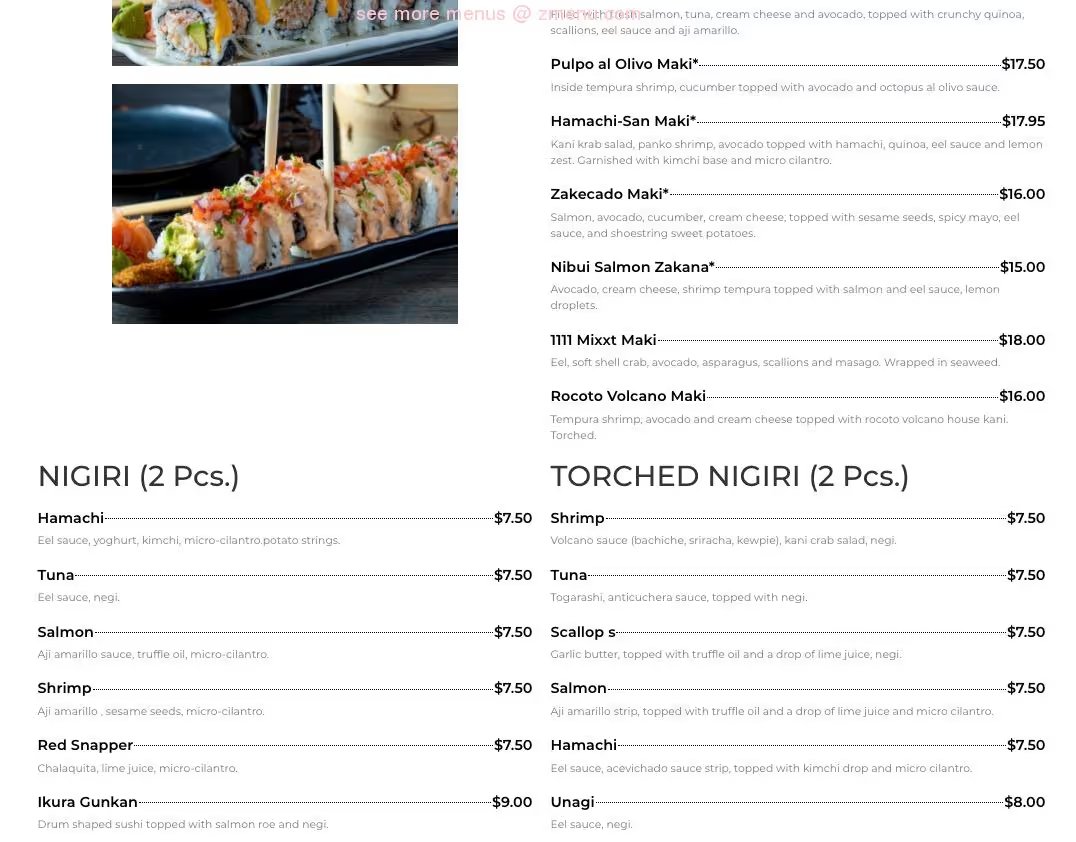 see more menus @
Filled with fresh salmon, tuna, cream cheese and avocado, topped with crunchy quinoa,
scallions, eel sauce and aji amarillo.
Pulpo al Olivo Maki* $17.50
Inside tempura shrimp, cucumber topped with avocado and octopus al olivo sauce.
Hamachi-San Maki* $17.95
Kani krab salad, panko shrimp, avocado topped with hamachi, quinoa, eel sauce and lemon
zest. Garnished with kimchi base and micro cilantro.
Zakecado Maki* $16.00
Salmon, avocado, cucumber, cream cheese, topped with sesame seeds, spicy mayo, eel
sauce, and shoestring sweet potatoes.
Nibui Salmon Zakana* $15.00
Avocado, cream cheese, shrimp tempura topped with salmon and eel sauce, lemon
droplets.
1111 Mixxt Maki $18.00
Eel, soft shell crab, avocado, asparagus, scallions and masago. Wrapped in seaweed.
Rocoto Volcano Maki $16.00
Tempura shrimp, avocado and cream cheese topped with rocoto volcano house kani.
Torched.
NIGIRI (2 Pcs.)
Hamachi $7.50
Eel sauce, yoghurt, kimchi, micro-cilantro.potato strings.
Tuna $7.50
Eel sauce, negi.
Salmon $7.50
Aji amarillo sauce, truffle oil, micro-cilantro.
Shrimp $7.50
Aji amarillo , sesame seeds, micro-cilantro.
Red Snapper $7.50
Chalaquita, lime juice, micro-cilantro.
Ikura Gunkan $9.00
Drum shaped sushi topped with salmon roe and negi.
TORCHED NIGIRI (2 Pcs.)
Shrimp $7.50
Volcano sauce (bachiche, sriracha, kewpie), kani crab salad, negi.
Tuna $7.50
Togarashi, anticuchera sauce, topped with negi.
Scallop s $7.50
Garlic butter, topped with truffle oil and a drop of lime juice, negi.
Salmon $7.50
Aji amarillo strip, topped with truffle oil and a drop of lime juice and micro cilantro.
Hamachi $7.50
Eel sauce, acevichado sauce strip, topped with kimchi drop and micro cilantro.
Unagi $8.00
Eel sauce, negi.